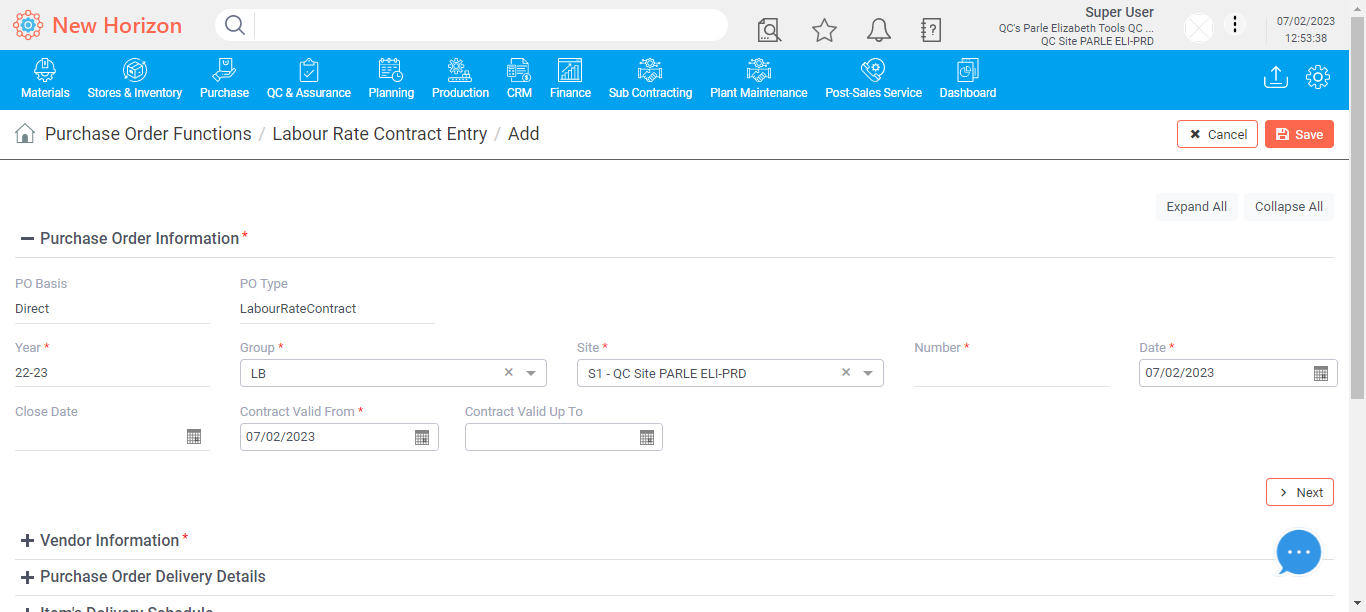 New Horizon
Super User
QC's Parle Elizabeth Tools QC ...
QC Site PARLE ELI-PRD
07/02/2023
12:53:38
Materials
Stores & Inventory
Purchase
QC & Assurance
Planning
Production
CRM
Finance
Sub Contracting
Plant Maintenance
Post-Sales Service
Dashboard
Purchase Order Functions / Labour Rate Contract Entry / Add
Cancel
Save
Expand All
Collapse All
Purchase Order Information *
PO Basis
PO Type
Direct
LabourRateContract
Year *
Group *
Site *
Number *
Date *
22-23
LB
S1 - QC Site PARLE ELI-PRD
07/02/2023
Close Date
Contract Valid From *
Contract Valid Up To
07/02/2023
Next
Vendor Information *
Purchase Order Delivery Details
Item's Delivery Schedule